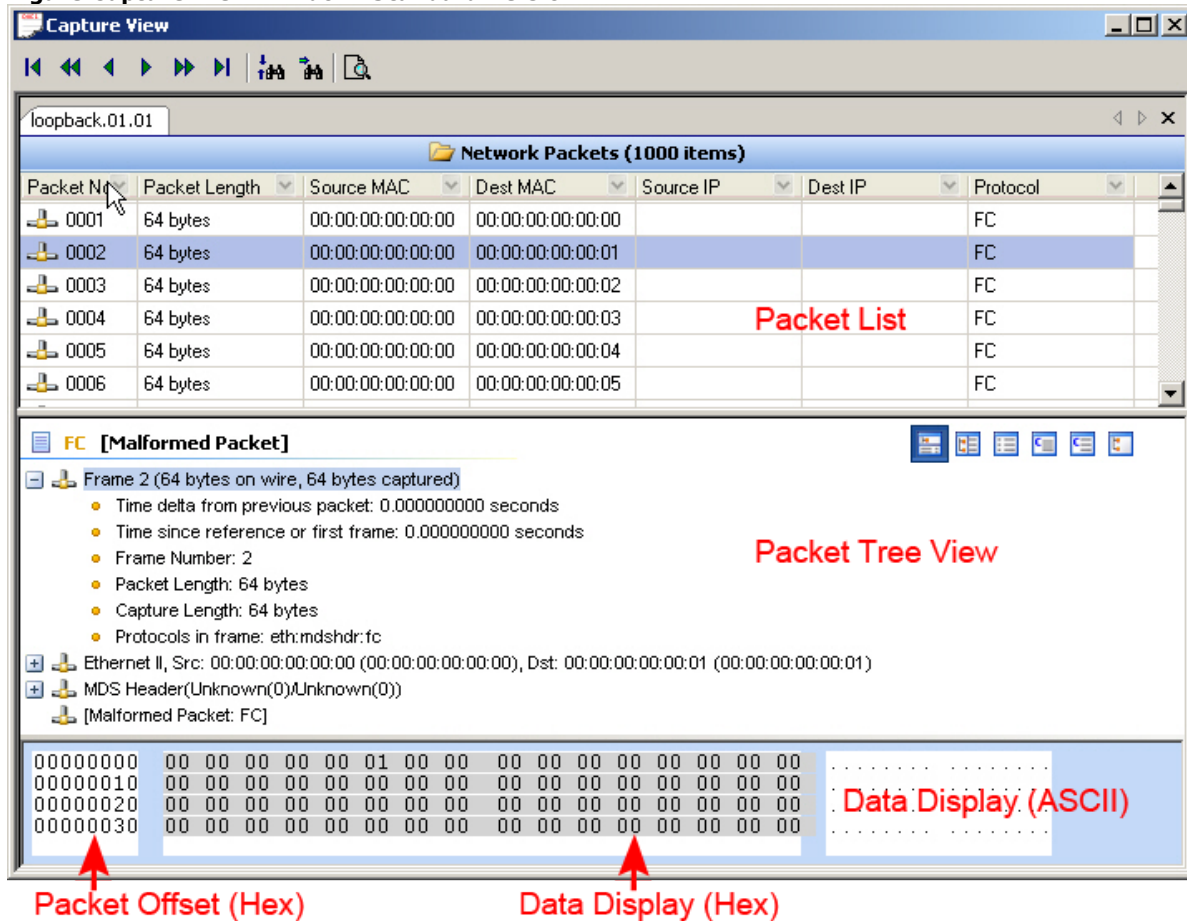 Capture View
loopback.01.01
Network Packets (1000 items)
Packet No Packet Length Source MAC Dest MAC Source IP Dest IP Protocol
0001 64 bytes 00:00:00:00:00:00 00:00:00:00:00:00 FC
0002 64 bytes 00:00:00:00:00:00 00:00:00:00:00:01 FC
0003 64 bytes 00:00:00:00:00:00 00:00:00:00:00:02 FC
0004 64 bytes 00:00:00:00:00:00 00:00:00:00:00:03 FC
Packet List
0005 64 bytes 00:00:00:00:00:00 00:00:00:00:00:04 FC
0006 64 bytes 00:00:00:00:00:00 00:00:00:00:00:05 FC
FC [Malformed Packet]
Frame 2 (64 bytes on wire, 64 bytes captured)
Time delta from previous packet: 0.000000000 seconds
Time since reference or first frame: 0.000000000 seconds
Frame Number: 2
Packet Tree View
Packet Length: 64 bytes
Capture Length: 64 bytes
Protocols in frame: eth:mdshdr:fc
Ethernet II, Src: 00:00:00:00:00:00 (00:00:00:00:00:00), Dst: 00:00:00:00:00:01 (00:00:00:00:00:01)
MDS Header(Unknown(0)/Unknown(0))
[Malformed Packet: FC]
00000000 00 00 00 00 00 01 00 00 00 00 00 00 00 00 00 00 ........ ........
00000010 00 00 00 00 00 00 00 00 00 00 00 00 00 00 00 00
00000020 00 00 00 00 00 00 00 00 00 00 00 00 00 00 00 00
00000030 00 00 00 00 00 00 00 00 00 00 00 00 00 00 00 00 ........ ........
Data Display (ASCII)
Packet Offset (Hex) Data Display (Hex)